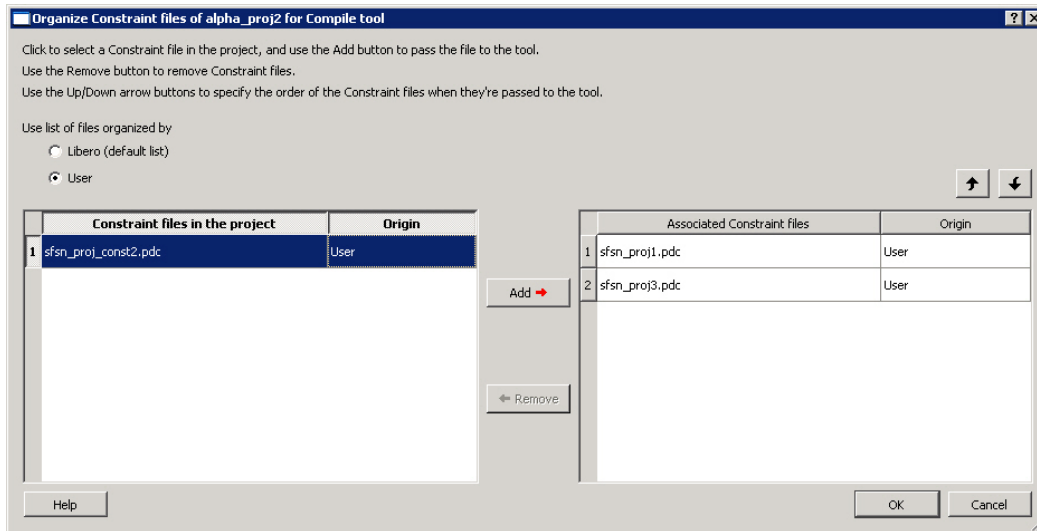 Organize Constraint files of alpha_proj2 for Compile tool
Click to select a Constraint file in the project, and use the Add button to pass the file to the tool.
Use the Remove button to remove Constraint files.
Use the Up/Down arrow buttons to specify the order of the Constraint files when they're passed to the tool.
Use list of files organized by
Libero (default list)
User
Constraint files in the project Origin
1 sfsn_proj_const2.pdc User
Add
Remove
Associated Constraint files Origin
1 sfsn_proj1.pdc User
2 sfsn_proj3.pdc User
Help
OK
Cancel